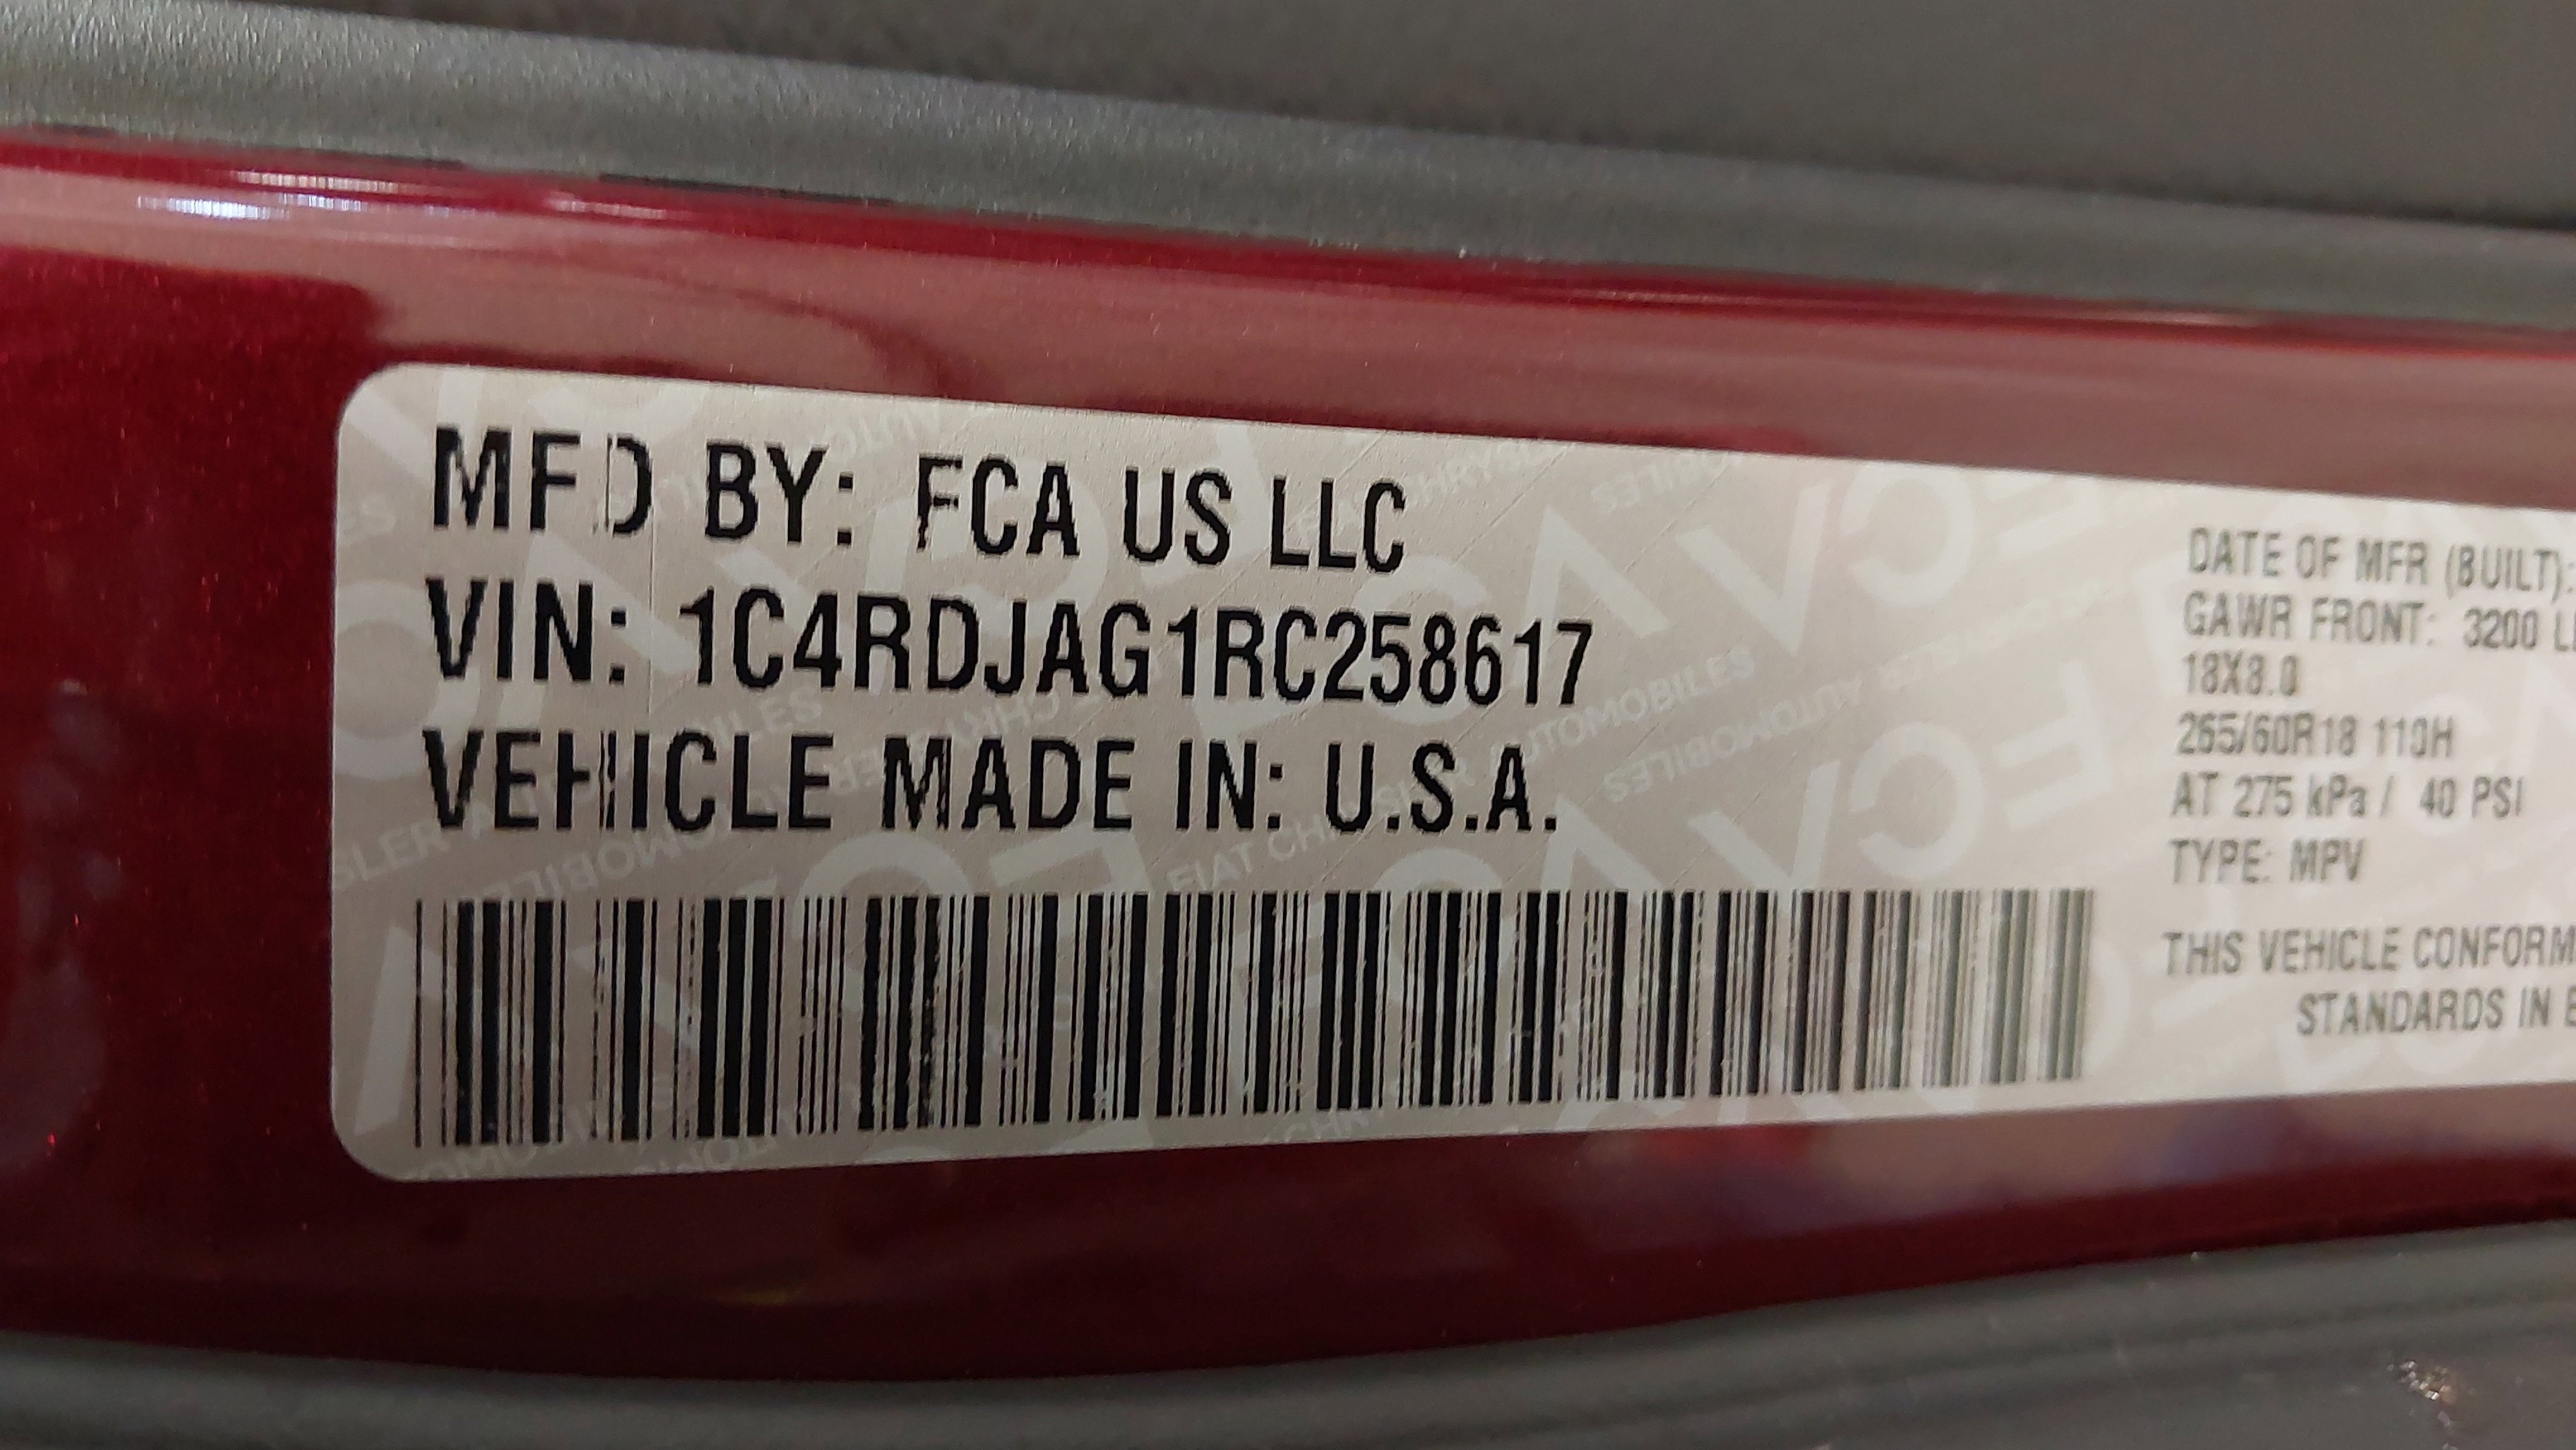 MFD BY: FCA US LLC
VIN: 1C4RDJAG1RC258617
VEHICLE MADE IN: U.S.A.
DATE OF MFR (BUILT):
GAWR FRONT: 3200 L
18X8.0
265/60R18 110H
AT 275 kPa / 40 PSI
TYPE: MPV
THIS VEHICLE CONFORM
STANDARDS IN E